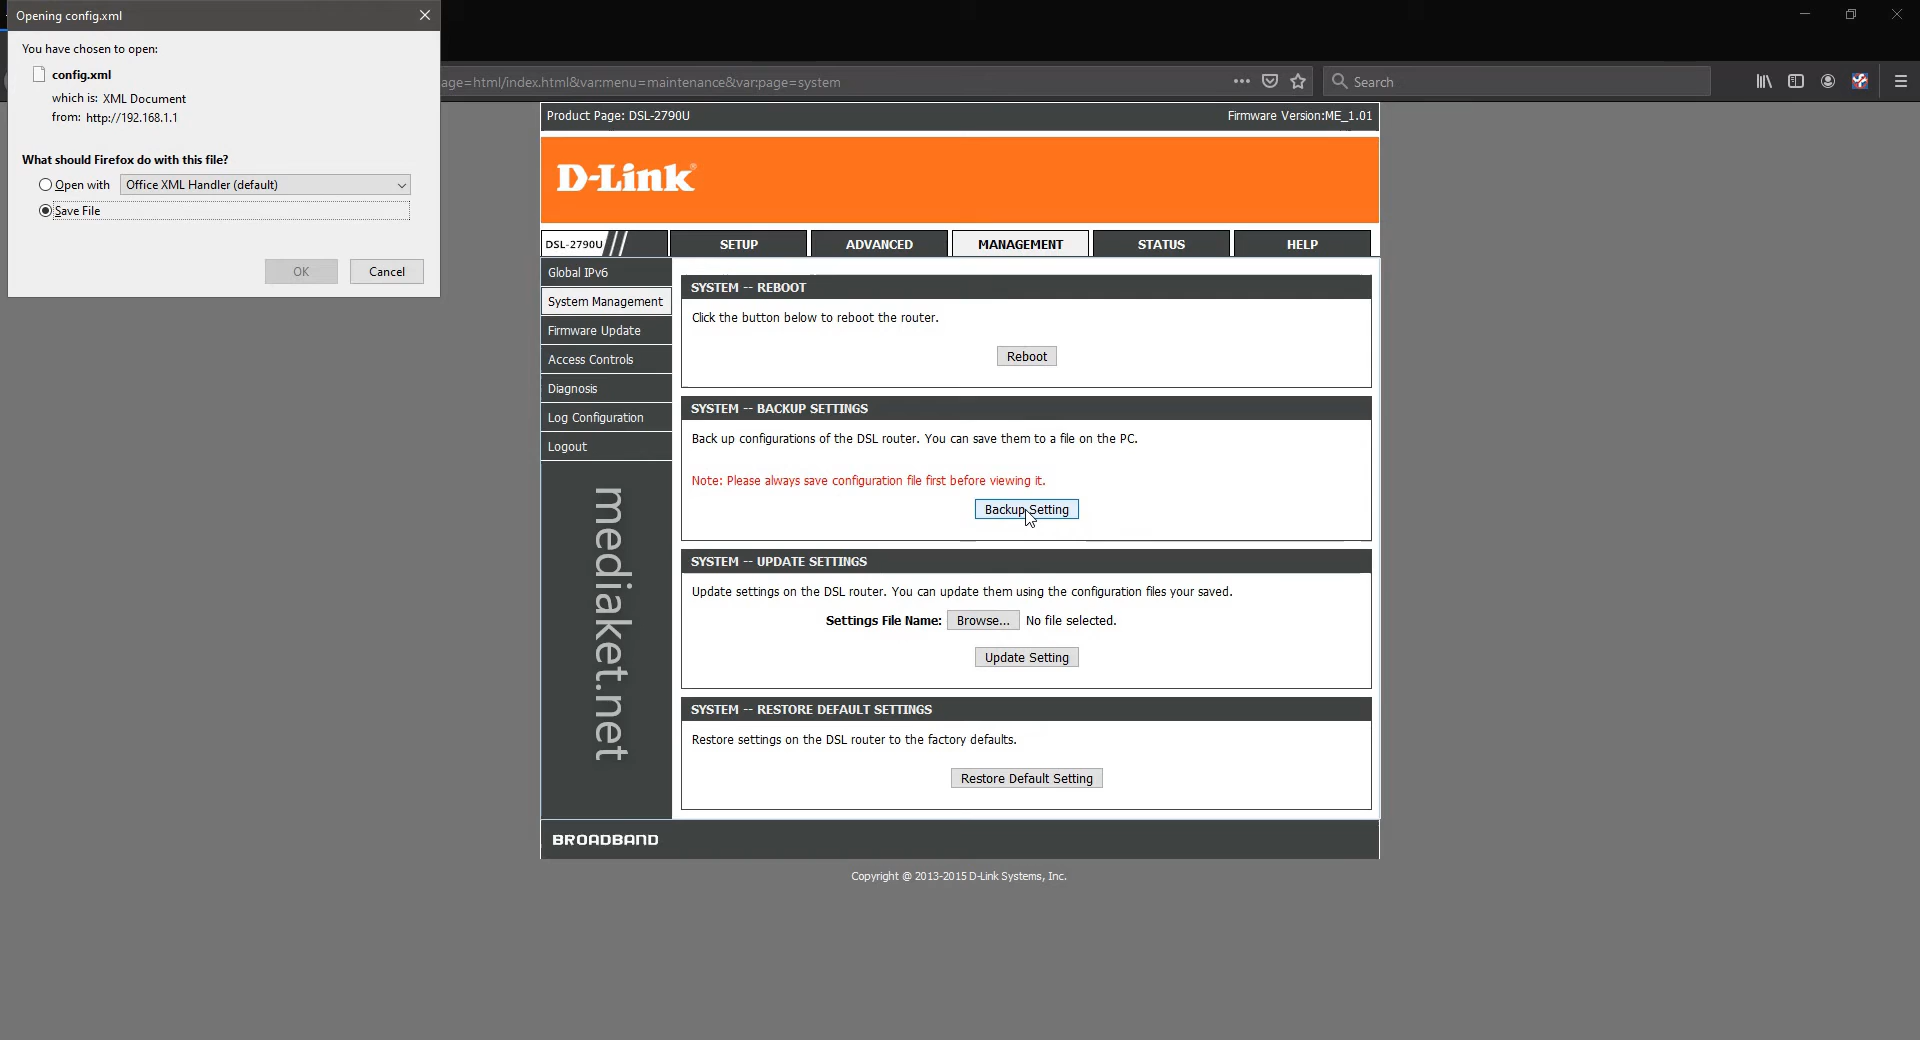 Opening config.xml
You have chosen to open:
config.xml
which is: XML Document
from: http://192.168.1.1
What should Firefox do with this file?
Open with Office XML Handler (default)
Save File
OK Cancel
age=html/index.html&var:menu=maintenance&var:page=system
Search
Product Page: DSL-2790U Firmware Version:ME_1.01
D-Link®
DSL-2790U SETUP ADVANCED MANAGEMENT STATUS HELP
Global IPv6
System Management
Firmware Update
Access Controls
Diagnosis
Log Configuration
Logout
mediaket.net
SYSTEM -- REBOOT
Click the button below to reboot the router.
Reboot
SYSTEM -- BACKUP SETTINGS
Back up configurations of the DSL router. You can save them to a file on the PC.
Note: Please always save configuration file first before viewing it.
Backup Setting
SYSTEM -- UPDATE SETTINGS
Update settings on the DSL router. You can update them using the configuration files your saved.
Settings File Name: Browse... No file selected.
Update Setting
SYSTEM -- RESTORE DEFAULT SETTINGS
Restore settings on the DSL router to the factory defaults.
Restore Default Setting
BROADBAND
Copyright @ 2013-2015 D-Link Systems, Inc.